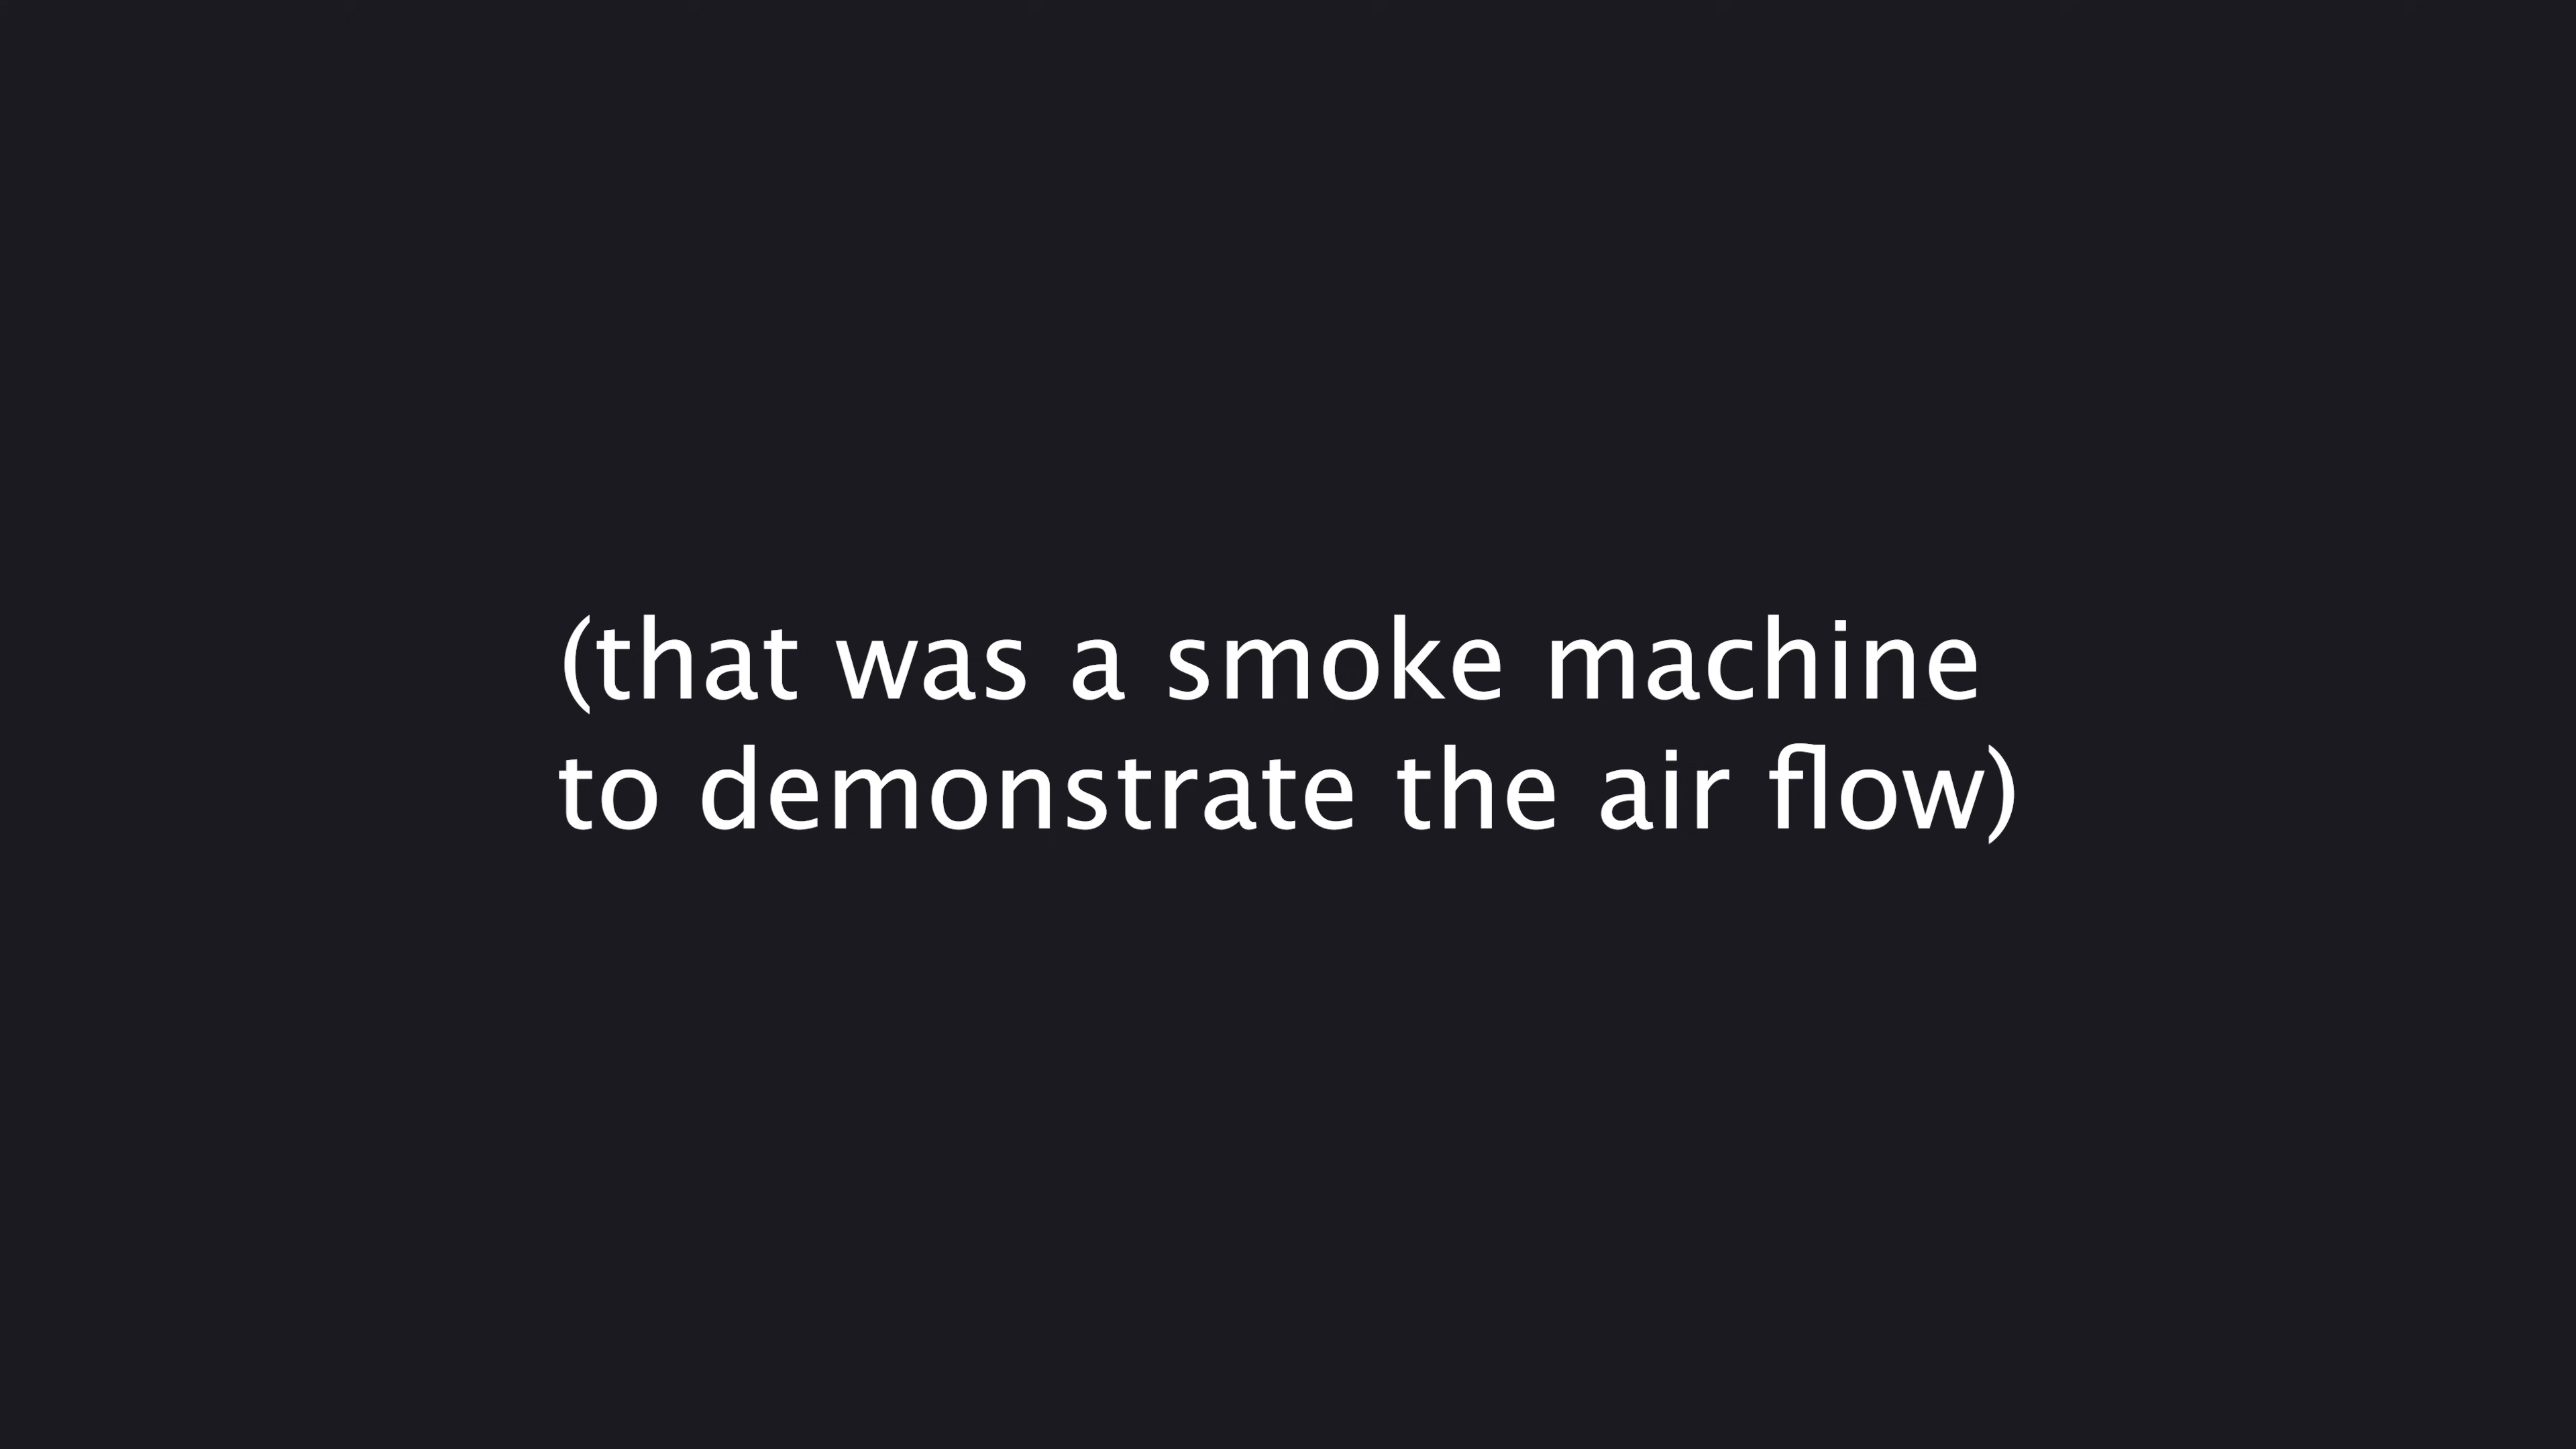 (that was a smoke machine
to demonstrate the air flow)